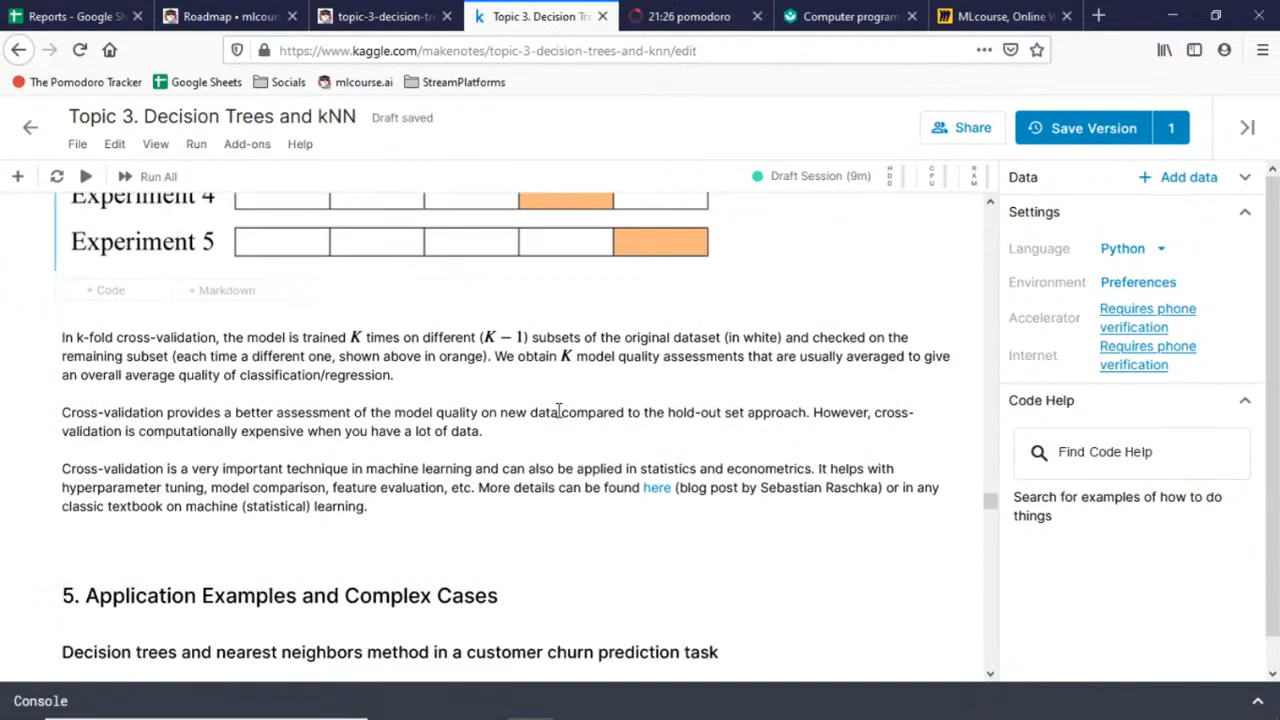 Reports - Google Sh
Roadmap • mlcour
topic-3-decision-tr
Topic 3. Decision Tre
21:26 pomodoro
Computer program
MLcourse, Online W
https://www.kaggle.com/makenotes/topic-3-decision-trees-and-knn/edit
The Pomodoro Tracker
Google Sheets
Socials
mlcourse.ai
StreamPlatforms
Topic 3. Decision Trees and kNN
Draft saved
Share
Save Version
1
File Edit View Run Add-ons Help
Run All
Draft Session (9m)
HDD
CPU
RAM
Data
+ Add data
Settings
Language Python
Environment Preferences
Accelerator Requires phone
verification
Internet Requires phone
verification
Code Help
Find Code Help
Search for examples of how to do
things
Experiment 4
Experiment 5
+ Code
+ Markdown
In k-fold cross-validation, the model is trained K times on different (K − 1) subsets of the original dataset (in white) and checked on the
remaining subset (each time a different one, shown above in orange). We obtain K model quality assessments that are usually averaged to give
an overall average quality of classification/regression.
Cross-validation provides a better assessment of the model quality on new data compared to the hold-out set approach. However, cross-
validation is computationally expensive when you have a lot of data.
Cross-validation is a very important technique in machine learning and can also be applied in statistics and econometrics. It helps with
hyperparameter tuning, model comparison, feature evaluation, etc. More details can be found here (blog post by Sebastian Raschka) or in any
classic textbook on machine (statistical) learning.
5. Application Examples and Complex Cases
Decision trees and nearest neighbors method in a customer churn prediction task
Console